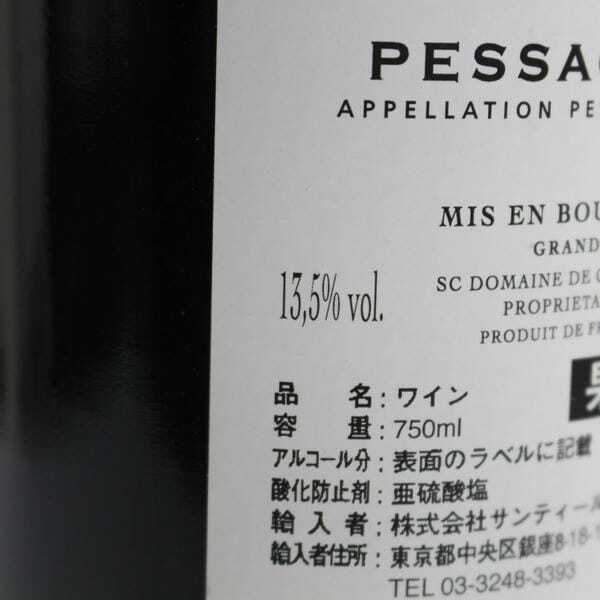 PESSAC
APPELLATION PE
MIS EN BOU
GRAND
13,5% vol.
SC DOMAINE DE
PROPRIETA
PRODUIT DE FR
品 名 : ワイン
容 量 : 750ml
アルコール分 : 表面のラベルに記載
酸化防止剤 : 亜硫酸塩
輸 入 者 : 株式会社サンティール
輸入者住所 : 東京都中央区銀座8-18-1
TEL 03-3248-3393